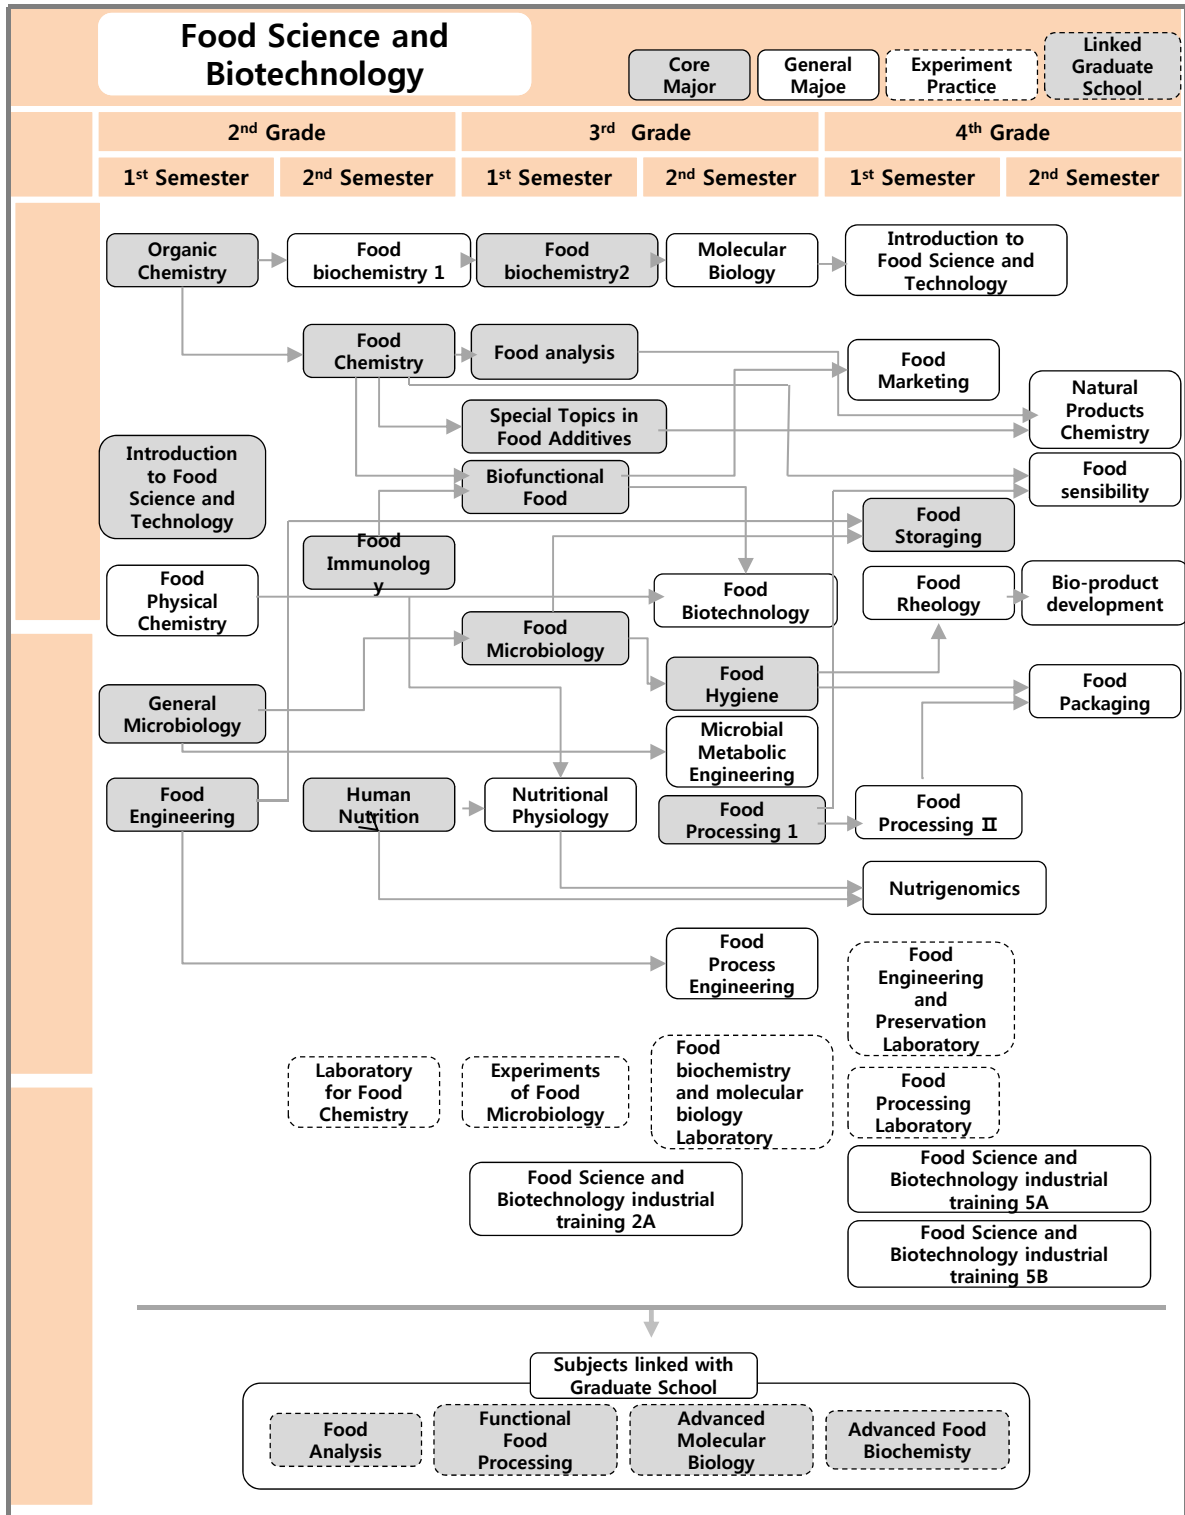 Food Science and
Biotechnology
Core
Major
General
Majoe
Experiment
Practice
Linked
Graduate
School
2nd Grade
3rd Grade
4th Grade
1st Semester
2nd Semester
1st Semester
2nd Semester
1st Semester
2nd Semester
Organic
Chemistry
Food
biochemistry 1
Food
biochemistry2
Molecular
Biology
Introduction to
Food Science and
Technology
Food
Chemistry
Food analysis
Food
Marketing
Natural
Products
Chemistry
Special Topics in
Food Additives
Introduction
to Food
Science and
Technology
Biofunctional
Food
Food
sensibility
Food
Storaging
Food
Immunolog
y
Food
Physical
Chemistry
Food
Biotechnology
Food
Rheology
Bio-product
development
Food
Microbiology
Food
Hygiene
Food
Packaging
General
Microbiology
Microbial
Metabolic
Engineering
Food
Engineering
Human
Nutrition
Nutritional
Physiology
Food
Processing 1
Food
Processing Ⅱ
Nutrigenomics
Food
Process
Engineering
Food
Engineering
and
Preservation
Laboratory
Laboratory
for Food
Chemistry
Experiments
of Food
Microbiology
Food
biochemistry
and molecular
biology
Laboratory
Food
Processing
Laboratory
Food Science and
Biotechnology industrial
training 2A
Food Science and
Biotechnology industrial
training 5A
Food Science and
Biotechnology industrial
training 5B
Subjects linked with
Graduate School
Food
Analysis
Functional
Food
Processing
Advanced
Molecular
Biology
Advanced Food
Biochemisty